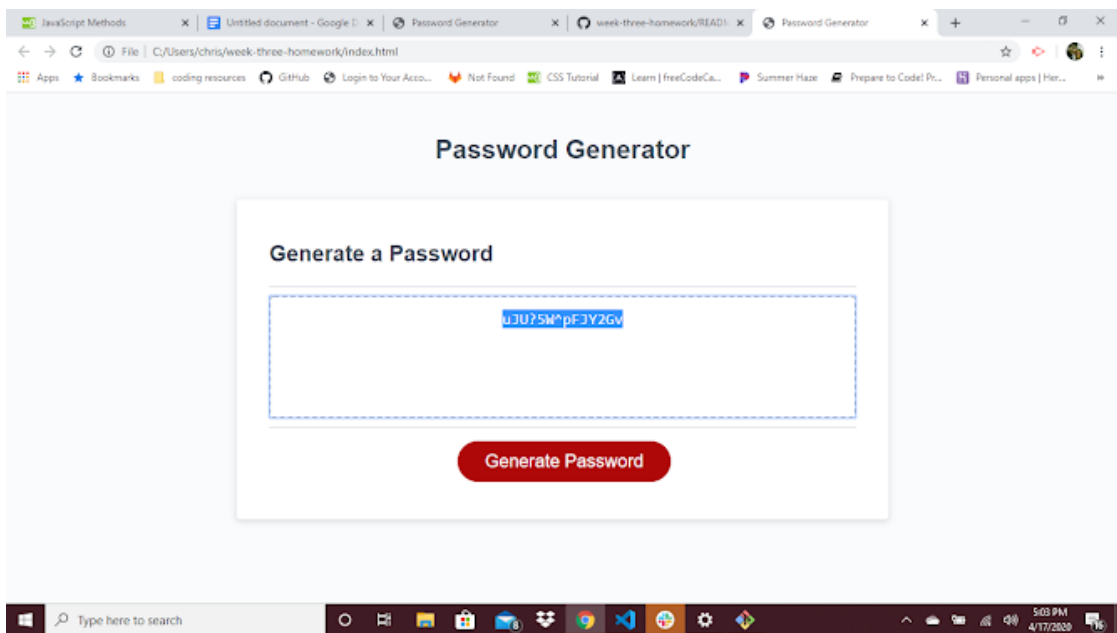 JavaScript Methods
Untitled document - Google D
Password Generator
week-three-homework/READ
Password Generator
File | C:/Users/chris/week-three-homework/index.html
Apps
Bookmarks
coding resources
GitHub
Login to Your Acco...
Not Found
CSS Tutorial
Learn | freeCodeCa...
Summer Haze
Prepare to Code! Pr...
Personal apps | Her...
Password Generator
Generate a Password
uJU?5W^pFJY2Gv
Generate Password
Type here to search
5:03 PM
4/17/2020